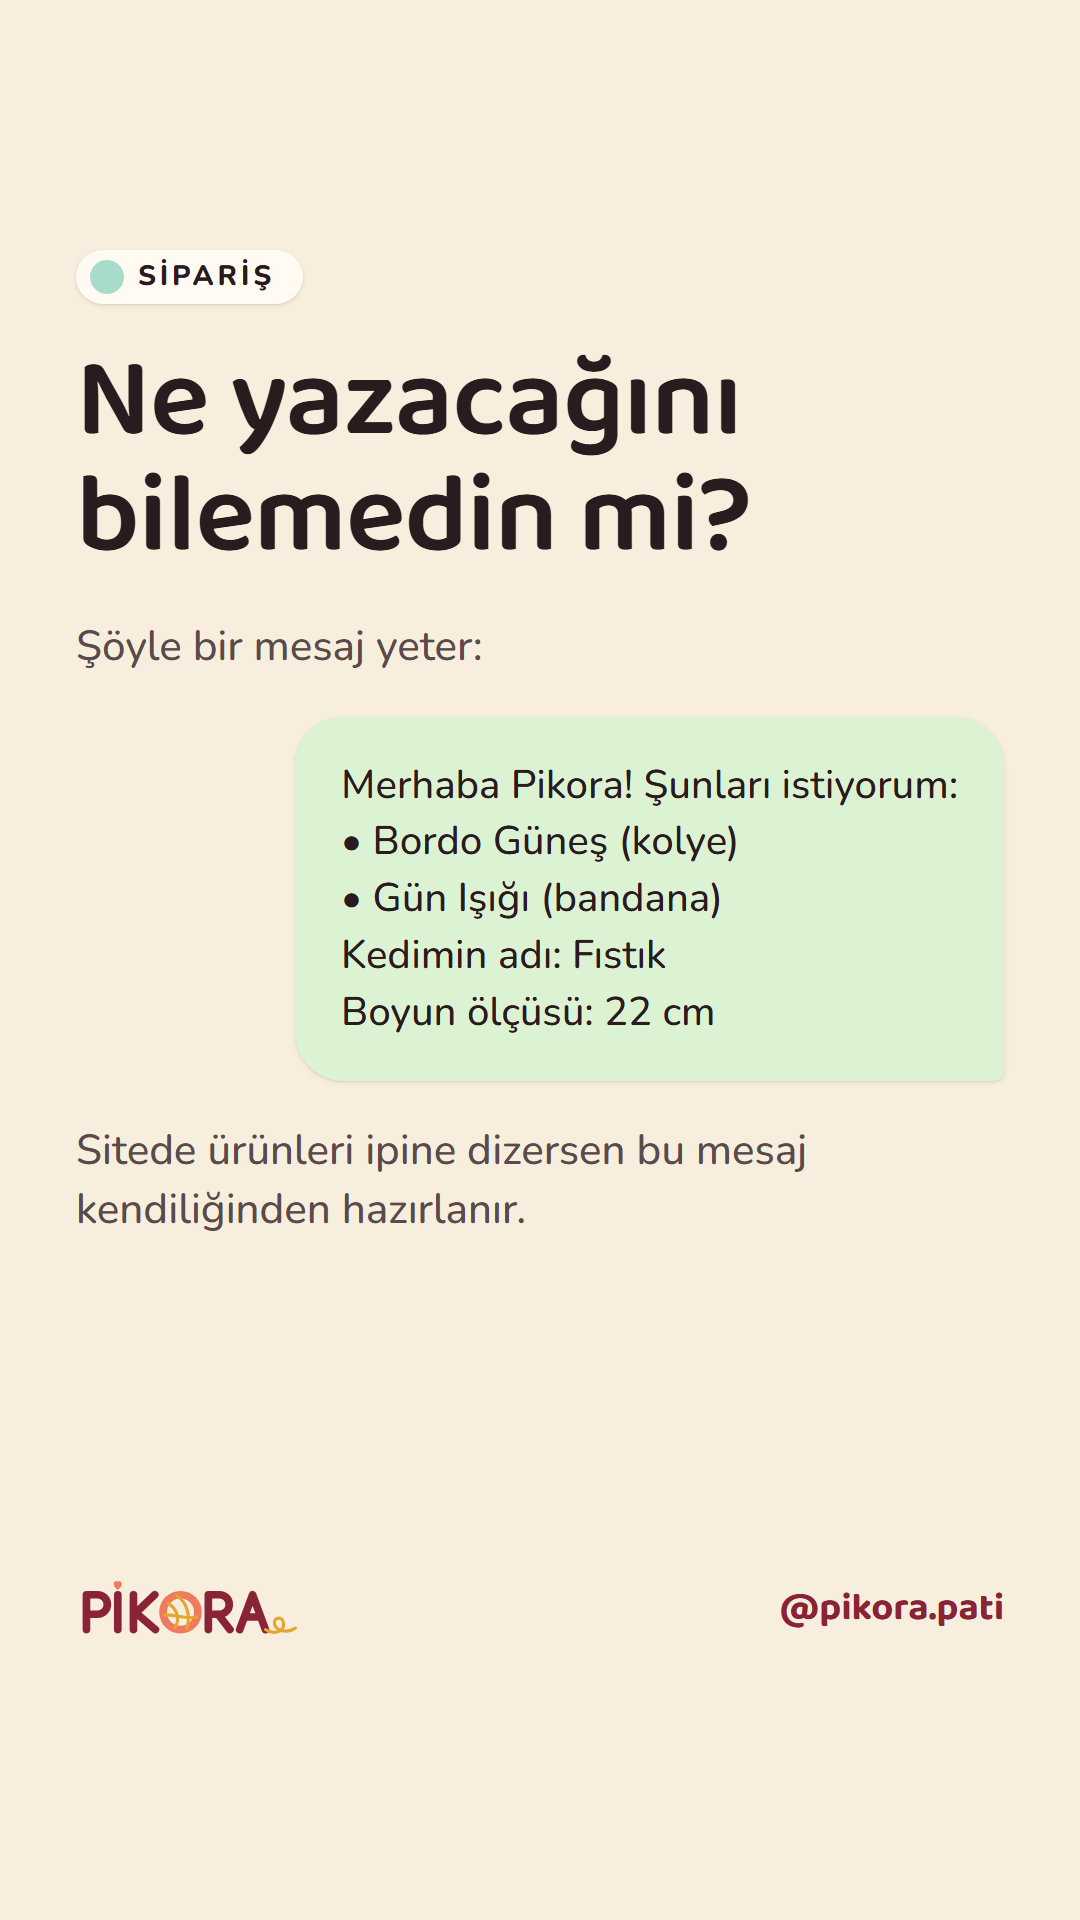 SİPARİŞ
Ne yazacağını
bilemedin mi?
Şöyle bir mesaj yeter:
Merhaba Pikora! Şunları istiyorum:
• Bordo Güneş (kolye)
• Gün Işığı (bandana)
Kedimin adı: Fıstık
Boyun ölçüsü: 22 cm
Sitede ürünleri ipine dizersen bu mesaj
kendiliğinden hazırlanır.
PİKORA
@pikora.pati